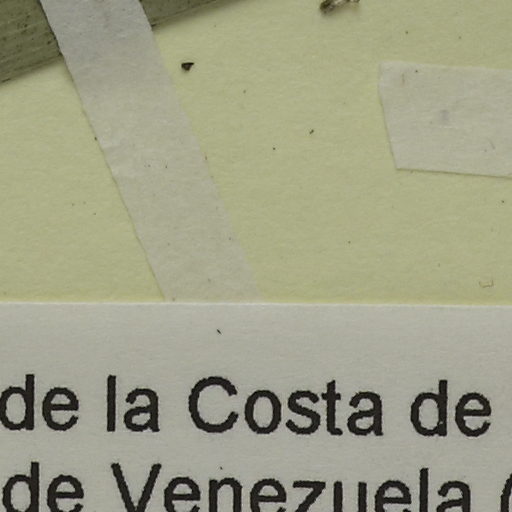 de la Costa de
de Venezuela (